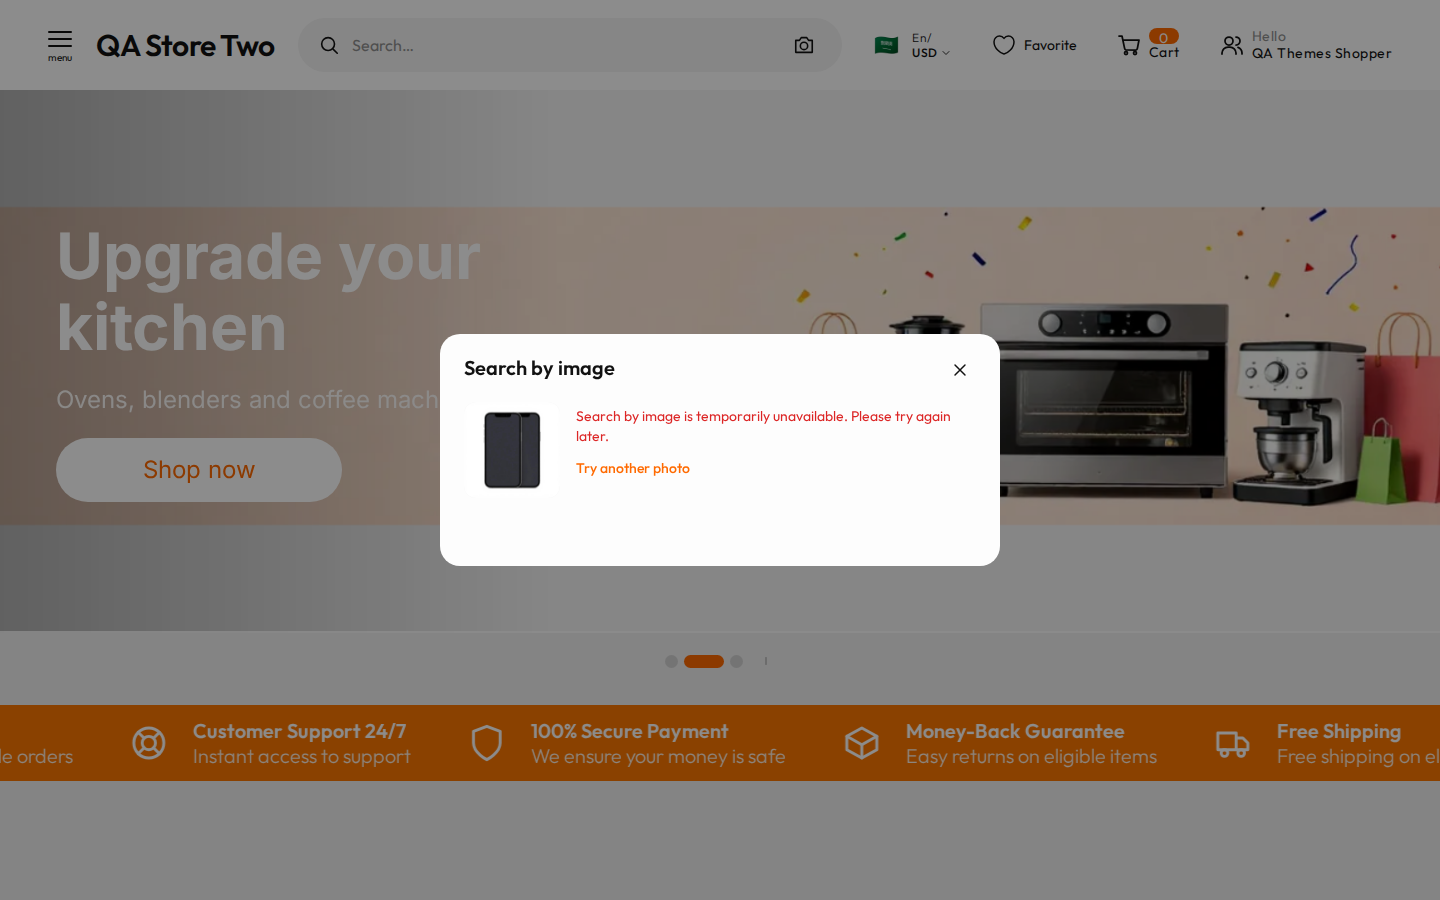 menu
QA Store Two
Search...
En/
USD
Favorite
0
Cart
Hello
QA Themes Shopper
Upgrade your
kitchen
Ovens, blenders and coffee mach
Shop now
Search by image
Search by image is temporarily unavailable. Please try again
later.
Try another photo
le orders
Customer Support 24/7
Instant access to support
100% Secure Payment
We ensure your money is safe
Money-Back Guarantee
Easy returns on eligible items
Free Shipping
Free shipping on el